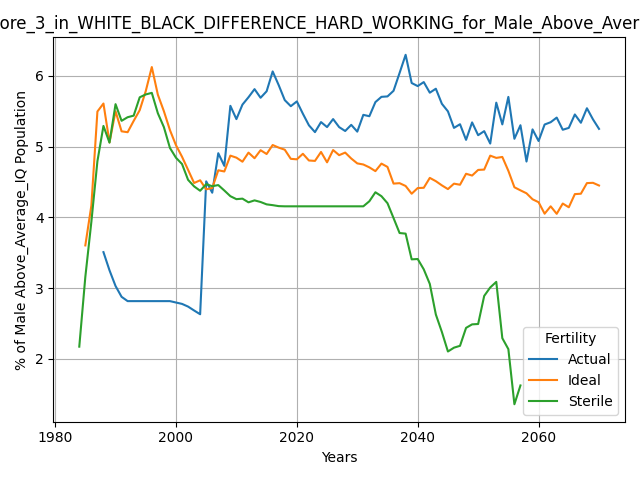 ore_3_in_WHITE_BLACK_DIFFERENCE_HARD_WORKING_for_Male_Above_Aver
% of Male Above_Average_IQ Population
6
5
4
3
2
1980
2000
2020
2040
2060
Years
Fertility
Actual
Ideal
Sterile